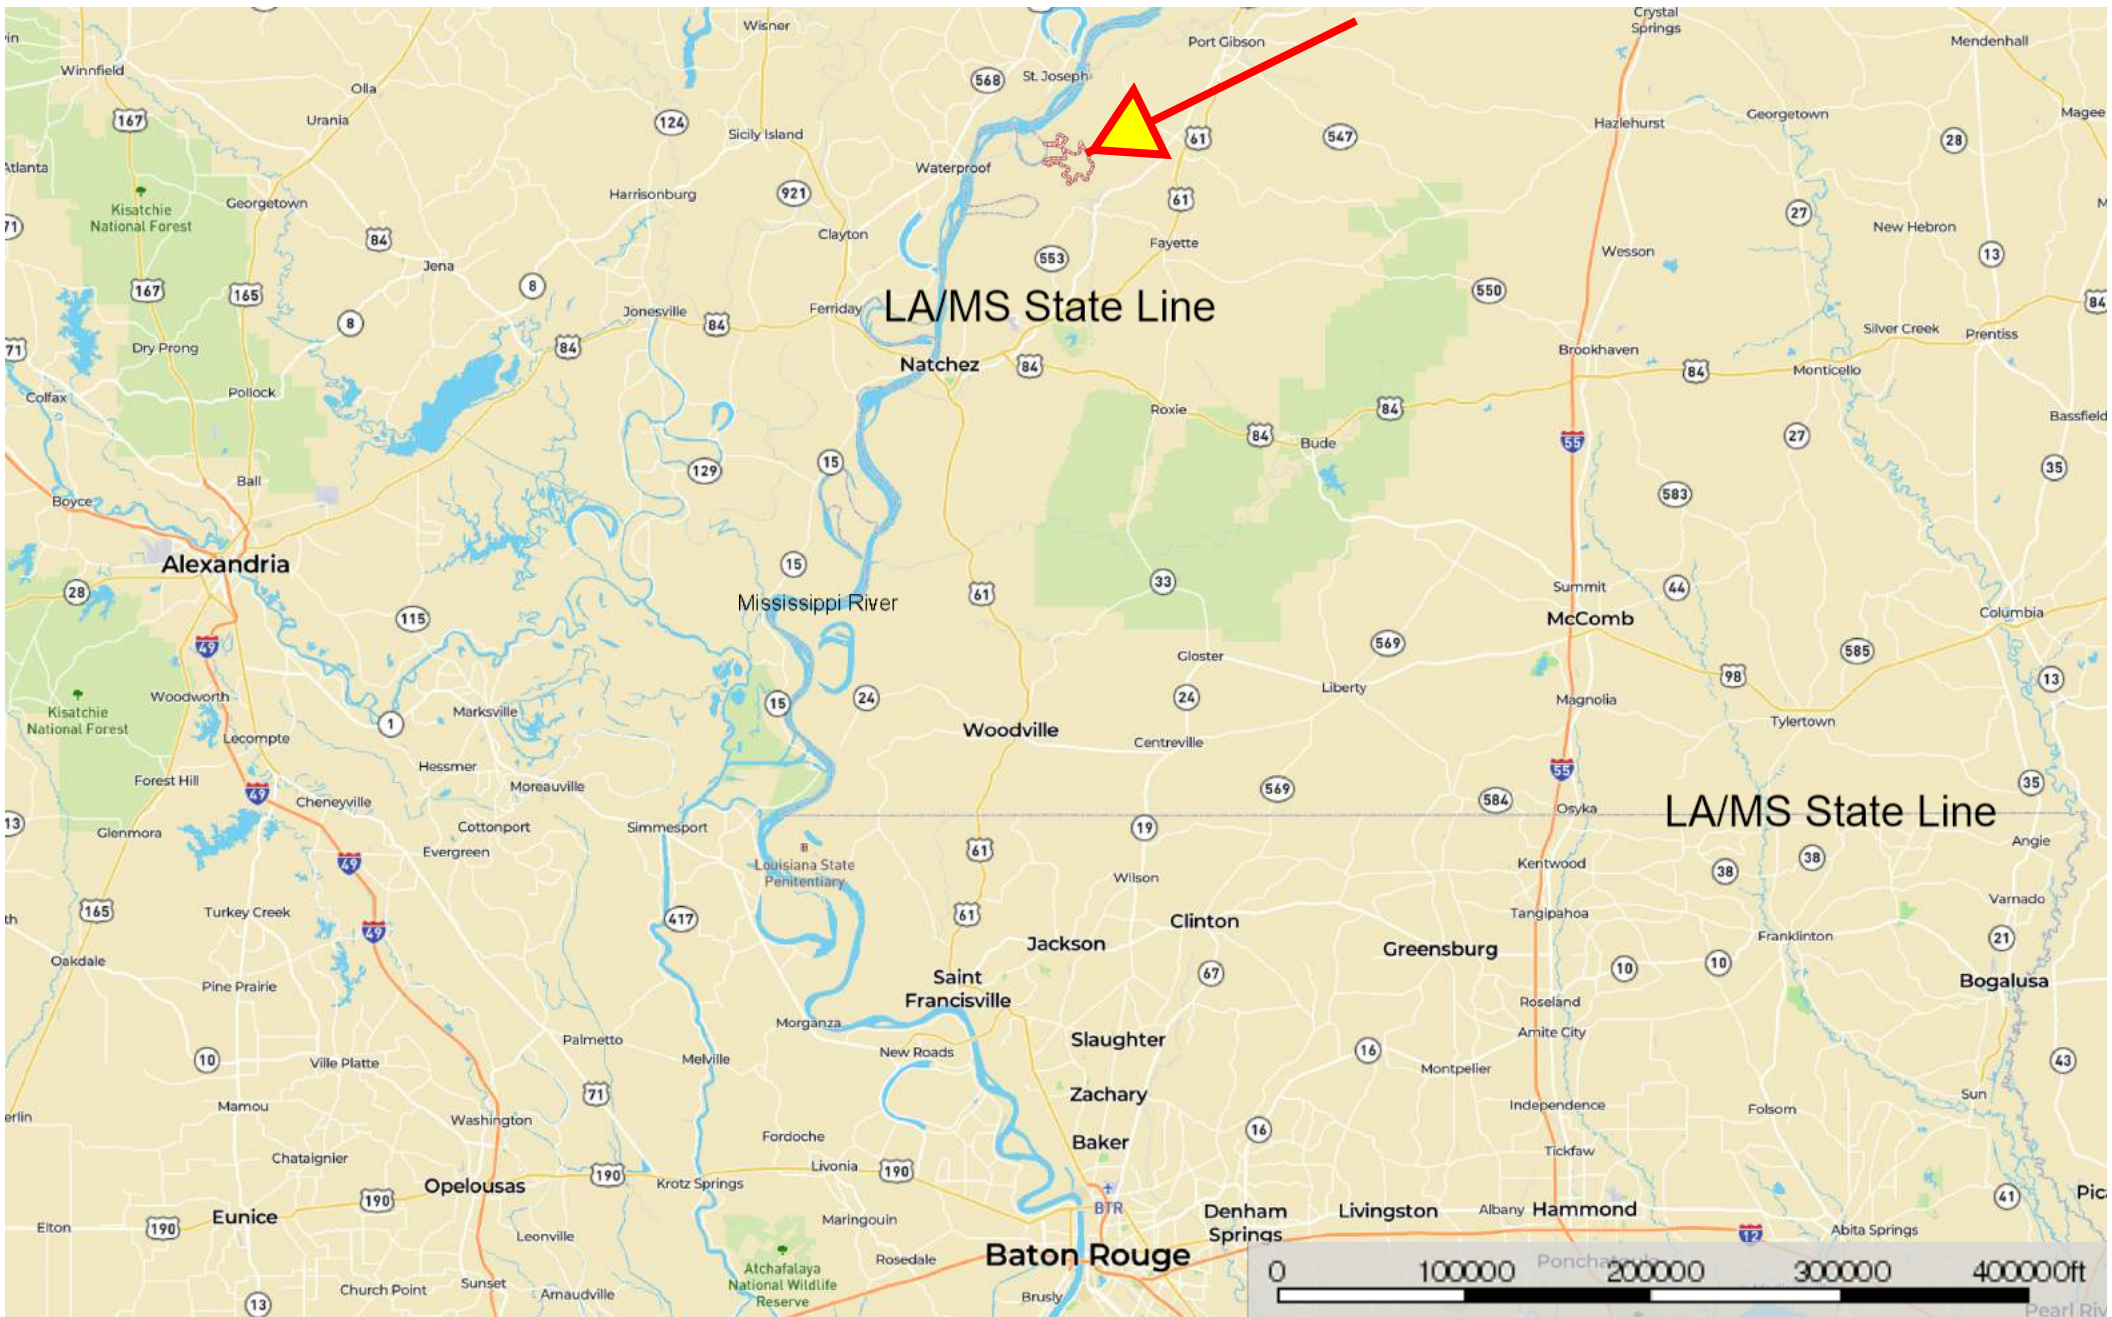 Wisner
Port Gibson
Crystal
Springs
Mendenhall
Winnfield
Olla
568
St. Joseph
167
Urania
124
Sicily Island
61
547
Hazlehurst
Georgetown
28
Magee
Atlanta
Waterproof
Kisatchie
National Forest
Georgetown
Harrisonburg
921
61
27
New Hebron
71
84
Jena
Clayton
553
Fayette
Wesson
13
167
165
8
8
Jonesville
84
Ferriday
LA/MS State Line
550
84
71
Dry Prong
84
Natchez
84
Brookhaven
Silver Creek
Prentiss
Colfax
Pollock
Roxie
84
84
84
Monticello
Bassfield
Bude
55
27
Ball
129
15
35
Boyce
583
Alexandria
15
33
28
115
Mississippi River
61
Summit
44
McComb
Columbia
49
Gloster
569
585
Woodworth
Kisatchie
National Forest
1
Marksville
15
24
24
Liberty
Magnolia
98
13
Lecompte
Woodville
Centreville
Tylertown
Forest Hill
Hessmer
Moreauville
49
Cheneyville
569
584
55
Osyka
LA/MS State Line
35
13
Glenmora
Cottonport
Simmesport
19
Angie
49
Evergreen
Louisiana State
Penitentiary
61
Wilson
Kentwood
38
38
165
Turkey Creek
49
417
61
Clinton
Tangipahoa
Varnado
Oakdale
Jackson
Greensburg
Franklinton
21
Pine Prairie
Saint
Francisville
67
10
10
Bogalusa
Roseland
Morganza
Slaughter
Amite City
10
Ville Platte
Palmetto
Melville
New Roads
16
Montpelier
43
Mamou
71
Zachary
Independence
Folsom
Sun
Washington
Fordoche
Baker
16
Chataignier
Livonia
190
Tickfaw
190
Krotz Springs
Opelousas
BTR
41
Elton
190
Eunice
190
Maringouin
Denham
Springs
Livingston
Albany
Hammond
Abita Springs
Leonville
Rosedale
Baton Rouge
12
Atchafalaya
National Wildlife
Reserve
Church Point
Sunset
Arnaudville
Brusly
13
0
100000
200000
300000
400000ft